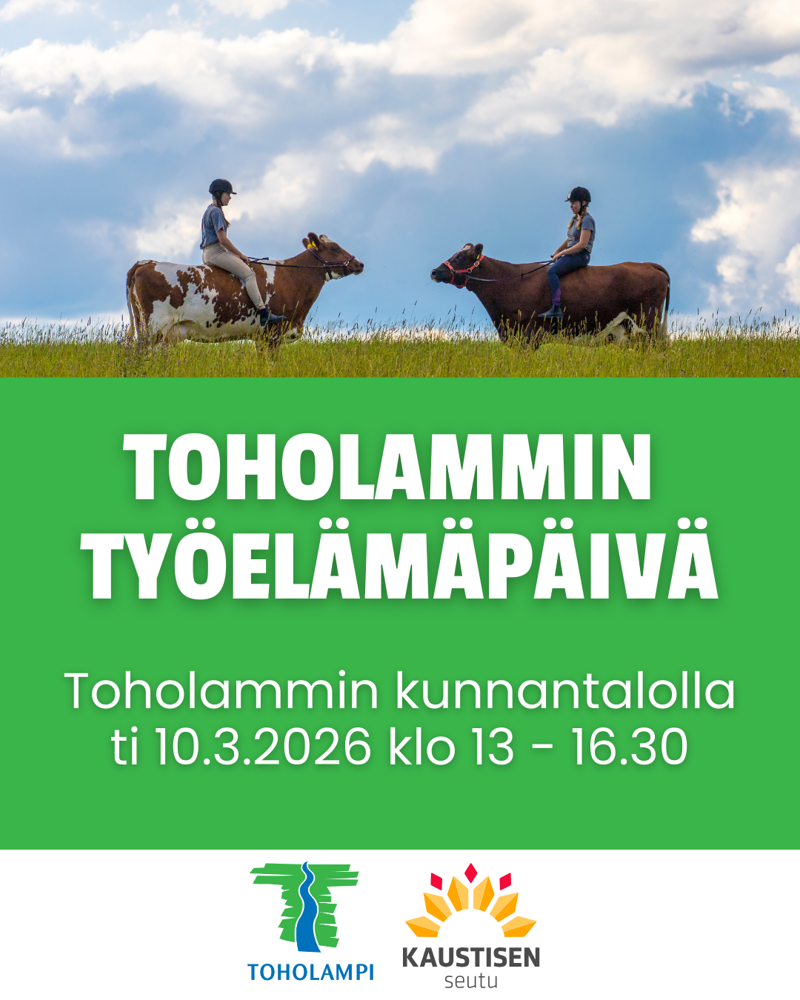 TOHOLAMMIN
TYÖELÄMÄPÄIVÄ
Toholammin kunnantalolla
ti 10.3.2026 klo 13 - 16.30
TOHOLAMPI
KAUSTISEN
seutu